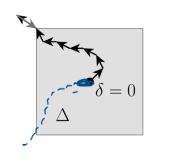 δ = 0
Δ